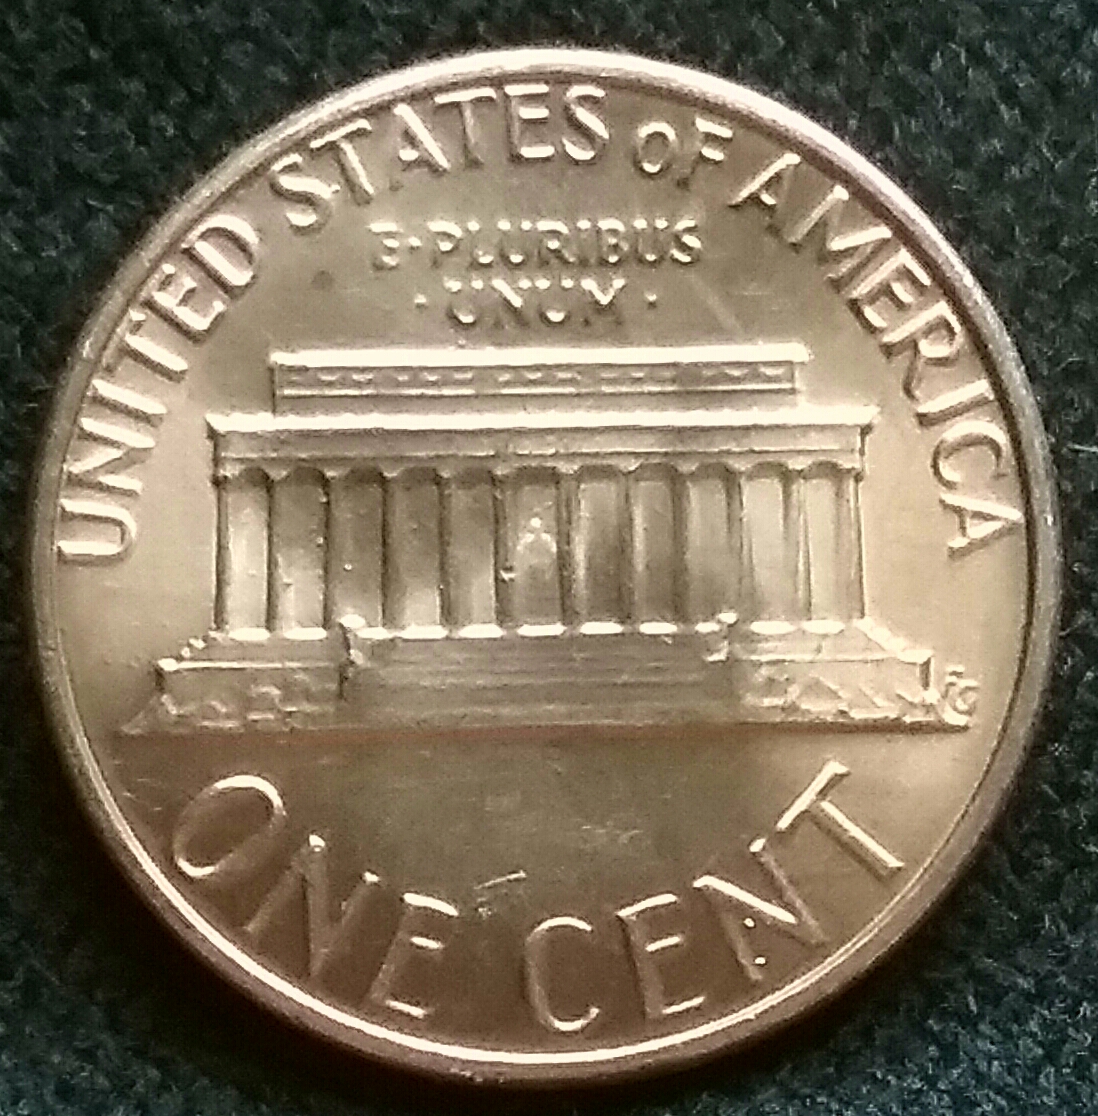 UNITED STATES OF AMERICA
E·PLURIBUS
·UNUM·
FG
ONE CENT